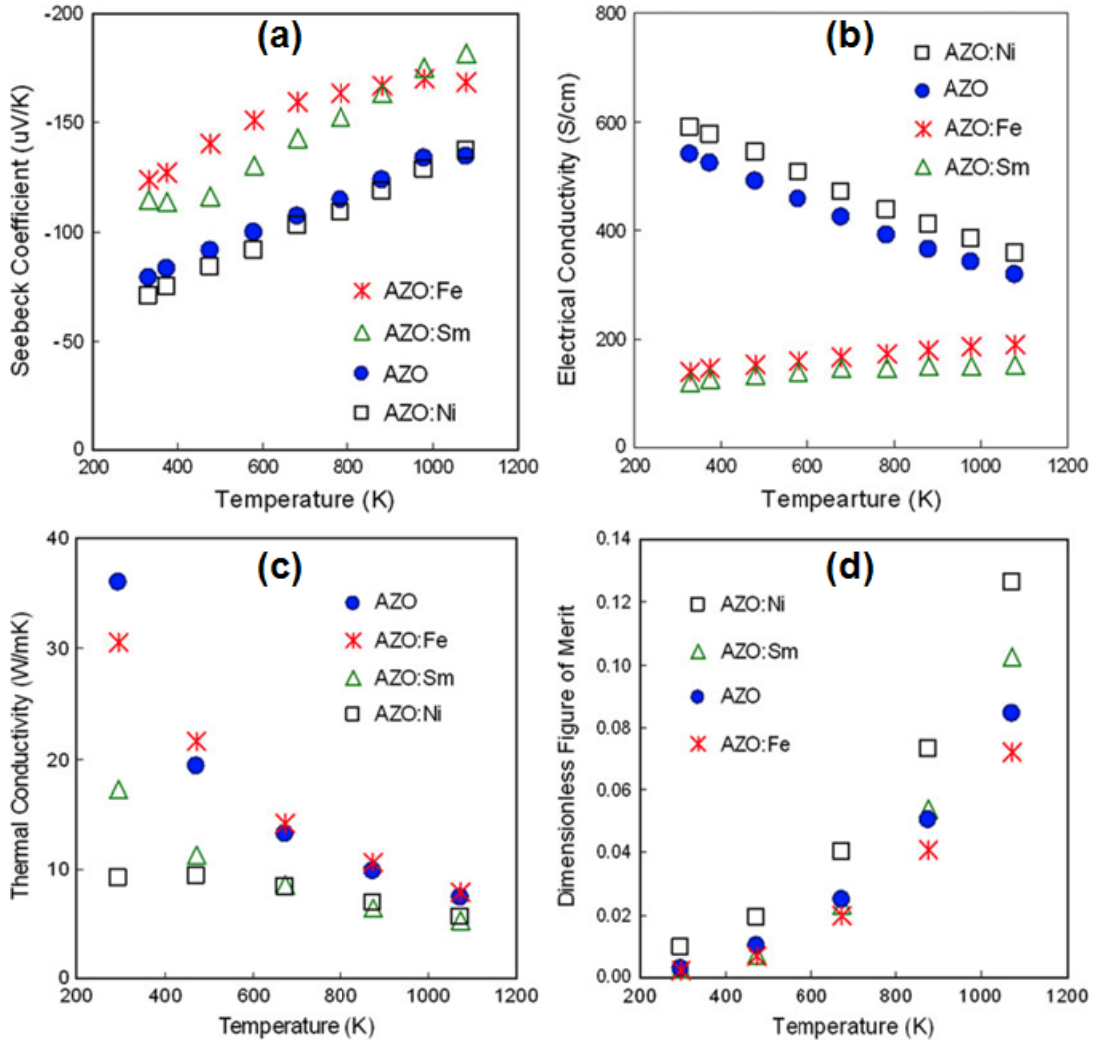 (a)
Seebeck Coefficient (uV/K)
-200
-150
-100
-50
0
AZO:Fe
AZO:Sm
AZO
AZO:Ni
200 400 600 800 1000 1200
Temperature (K)
(b)
Electrical Conductivity (S/cm)
800
600
400
200
0
AZO:Ni
AZO
AZO:Fe
AZO:Sm
200 400 600 800 1000 1200
Tempearture (K)
(c)
Thermal Conductivity (W/mK)
40
30
20
10
0
AZO
AZO:Fe
AZO:Sm
AZO:Ni
200 400 600 800 1000 1200
Temperature (K)
(d)
Dimensionless Figure of Merit
0.14
0.12
0.10
0.08
0.06
0.04
0.02
0.00
AZO:Ni
AZO:Sm
AZO
AZO:Fe
200 400 600 800 1000 1200
Temperature (K)